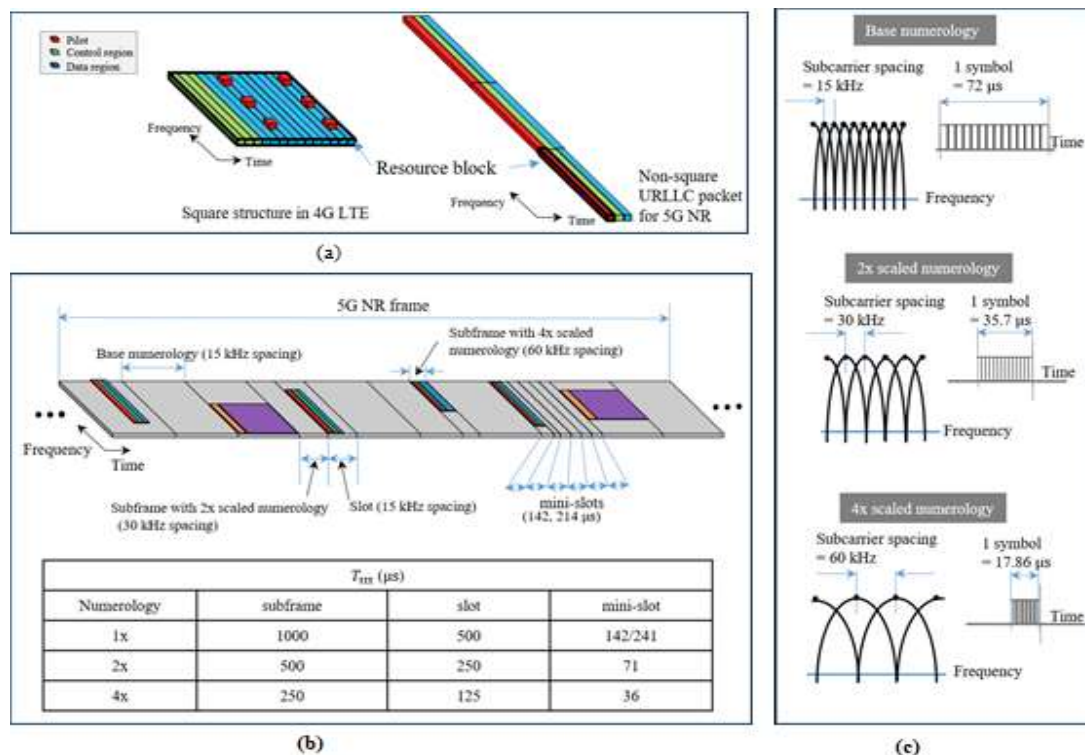 Pilot
Control region
Data region
Frequency
Time
Resource block
Square structure in 4G LTE
Frequency
Time
Non-square
URLLC packet
for 5G NR
(a)
5G NR frame
Base numerology (15 kHz spacing)
Subframe with 4x scaled
numerology (60 kHz spacing)
Frequency
Time
Subframe with 2x scaled numerology
(30 kHz spacing)
Slot (15 kHz spacing)
mini-slots
(142, 214 μs)
(μs)
Numerology subframe slot mini-slot
1x 1000 500 142/241
2x 500 250 71
4x 250 125 36
(b)
Base numerology
Subcarrier spacing
= 15 kHz
1 symbol
= 72 μs
Time
Frequency
2x scaled numerology
Subcarrier spacing
= 30 kHz
1 symbol
= 35.7 μs
Time
Frequency
4x scaled numerology
Subcarrier spacing
= 60 kHz
1 symbol
= 17.86 μs
Time
Frequency
(c)